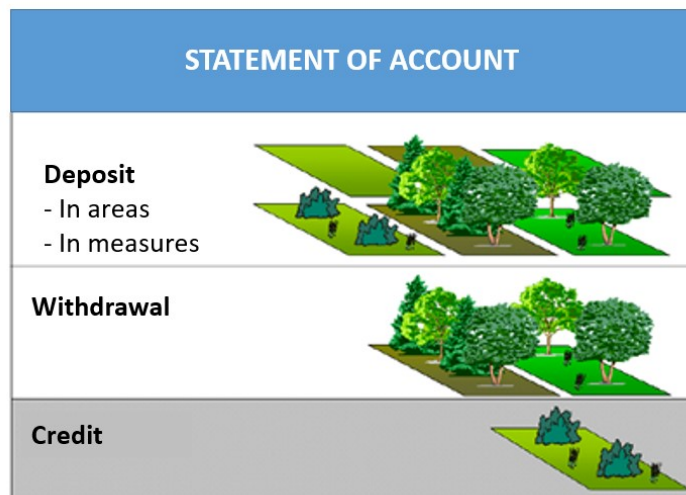 STATEMENT OF ACCOUNT
Deposit
- In areas
- In measures
Withdrawal
Credit